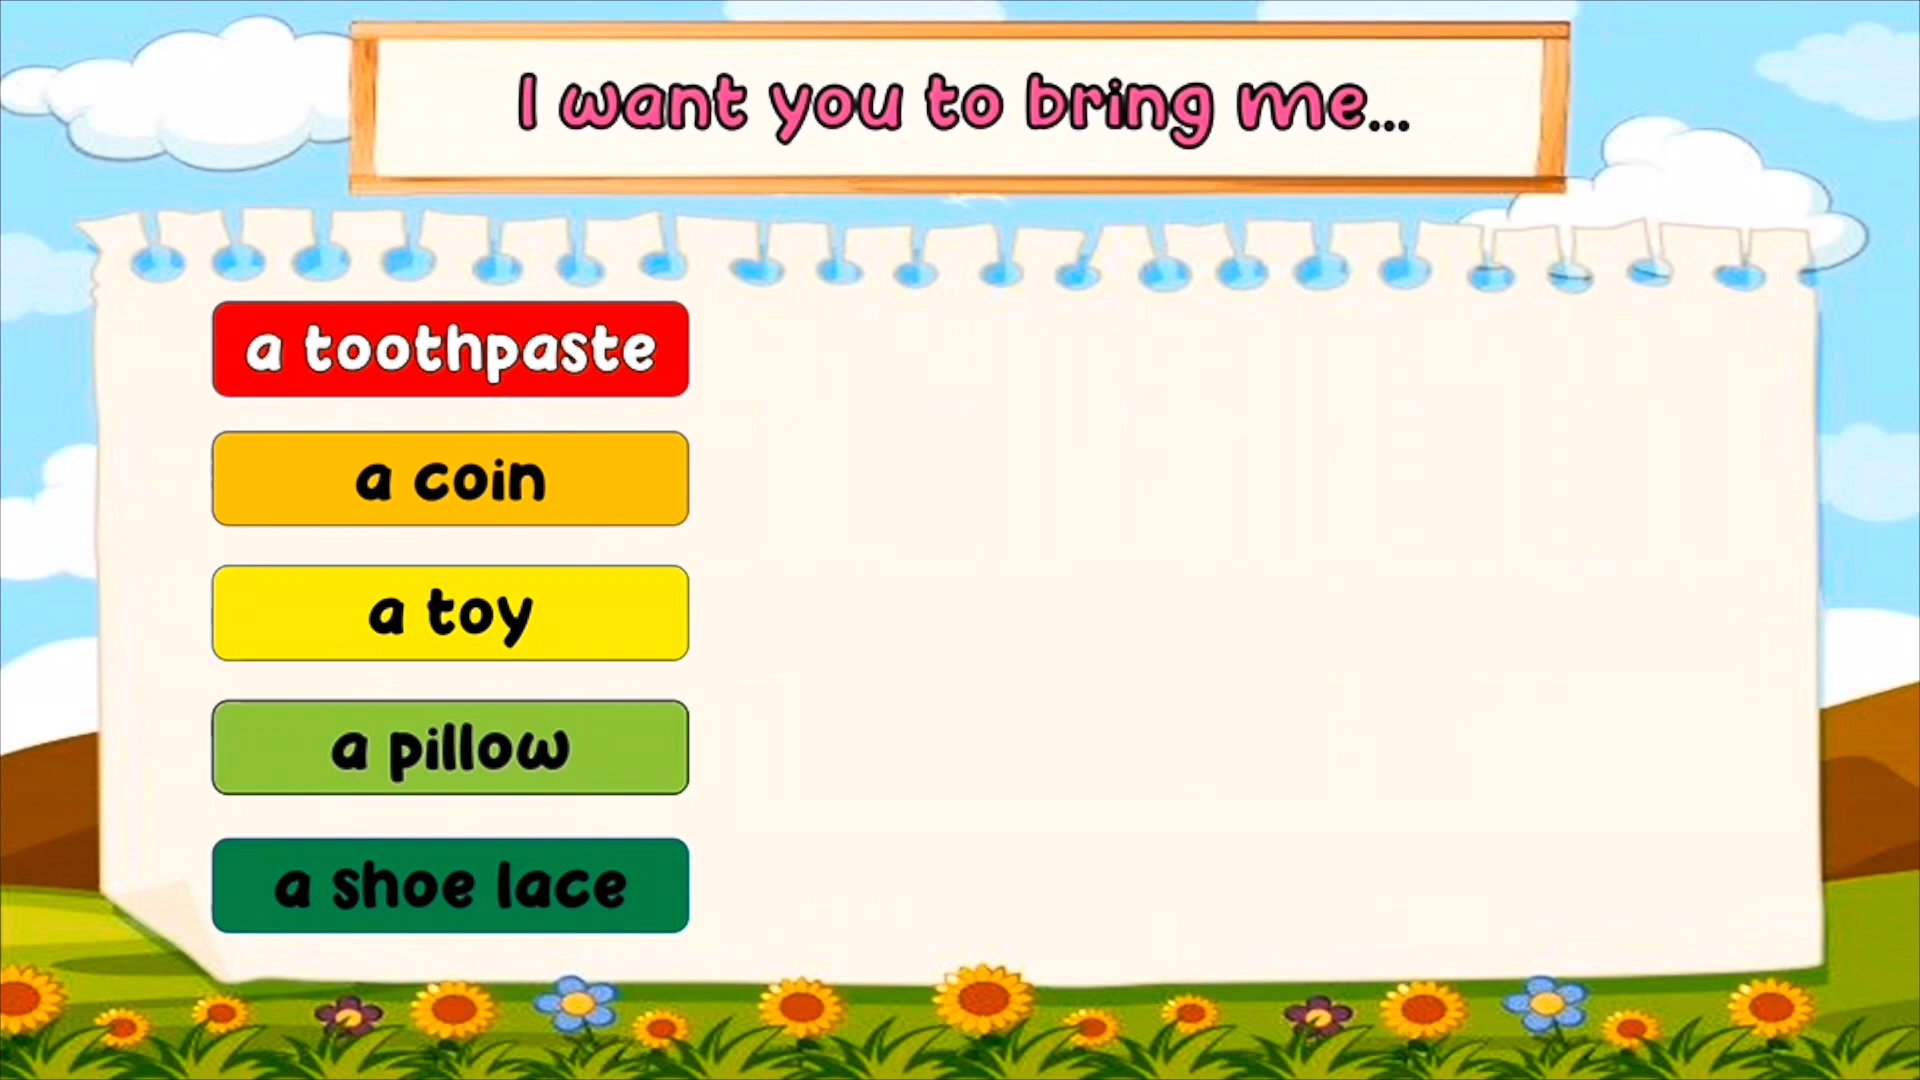 I want you to bring me...
a toothpaste
a coin
a toy
a pillow
a shoe lace